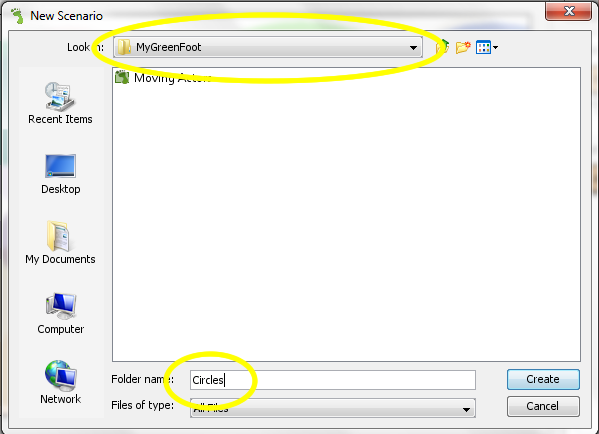 New Scenario
Look in:
MyGreenFoot
Moving Actors
Recent Items
Desktop
My Documents
Computer
Network
Folder name:
Circles
Create
Files of type:
All Files
Cancel